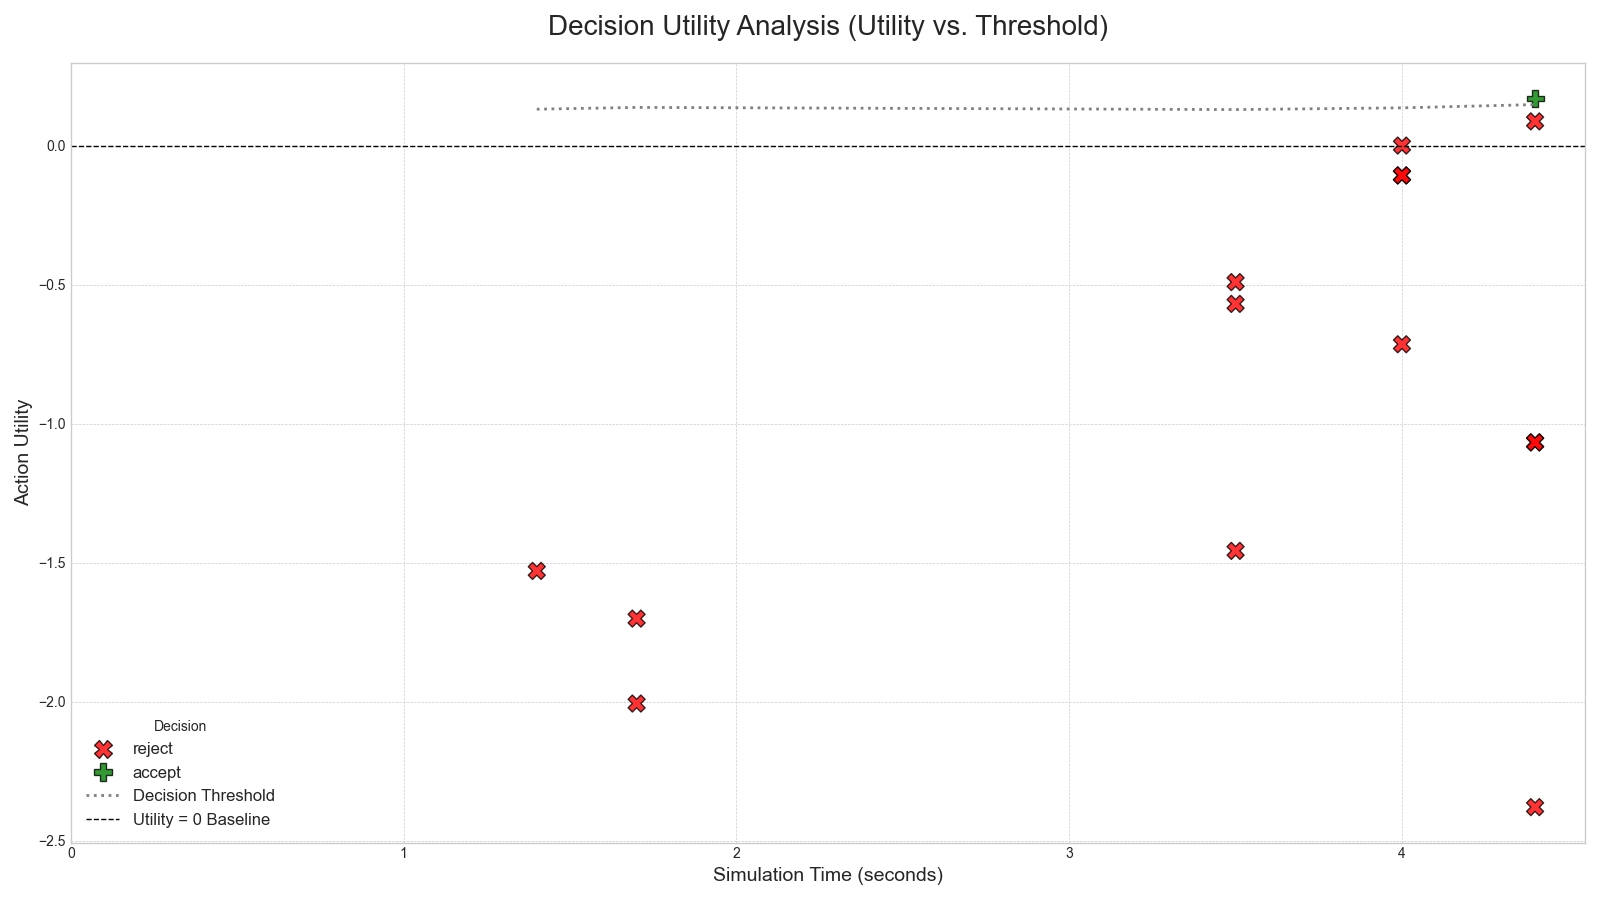 Decision Utility Analysis (Utility vs. Threshold)
Action Utility
0.0
−0.5
−1.0
−1.5
−2.0
−2.5
Decision
reject
accept
Decision Threshold
Utility = 0 Baseline
0 1 2 3 4
Simulation Time (seconds)